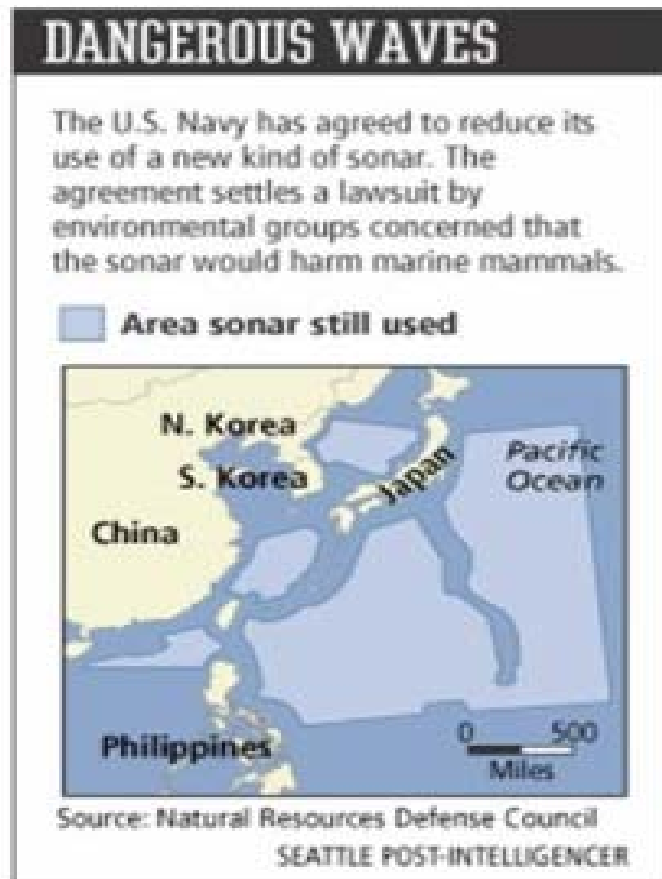 DANGEROUS WAVES
The U.S. Navy has agreed to reduce its
use of a new kind of sonar. The
agreement settles a lawsuit by
environmental groups concerned that
the sonar would harm marine mammals.
Area sonar still used
N. Korea
S. Korea
Japan
Pacific
Ocean
China
Philippines
0 500
Miles
Source: Natural Resources Defense Council
SEATTLE POST-INTELLIGENCER